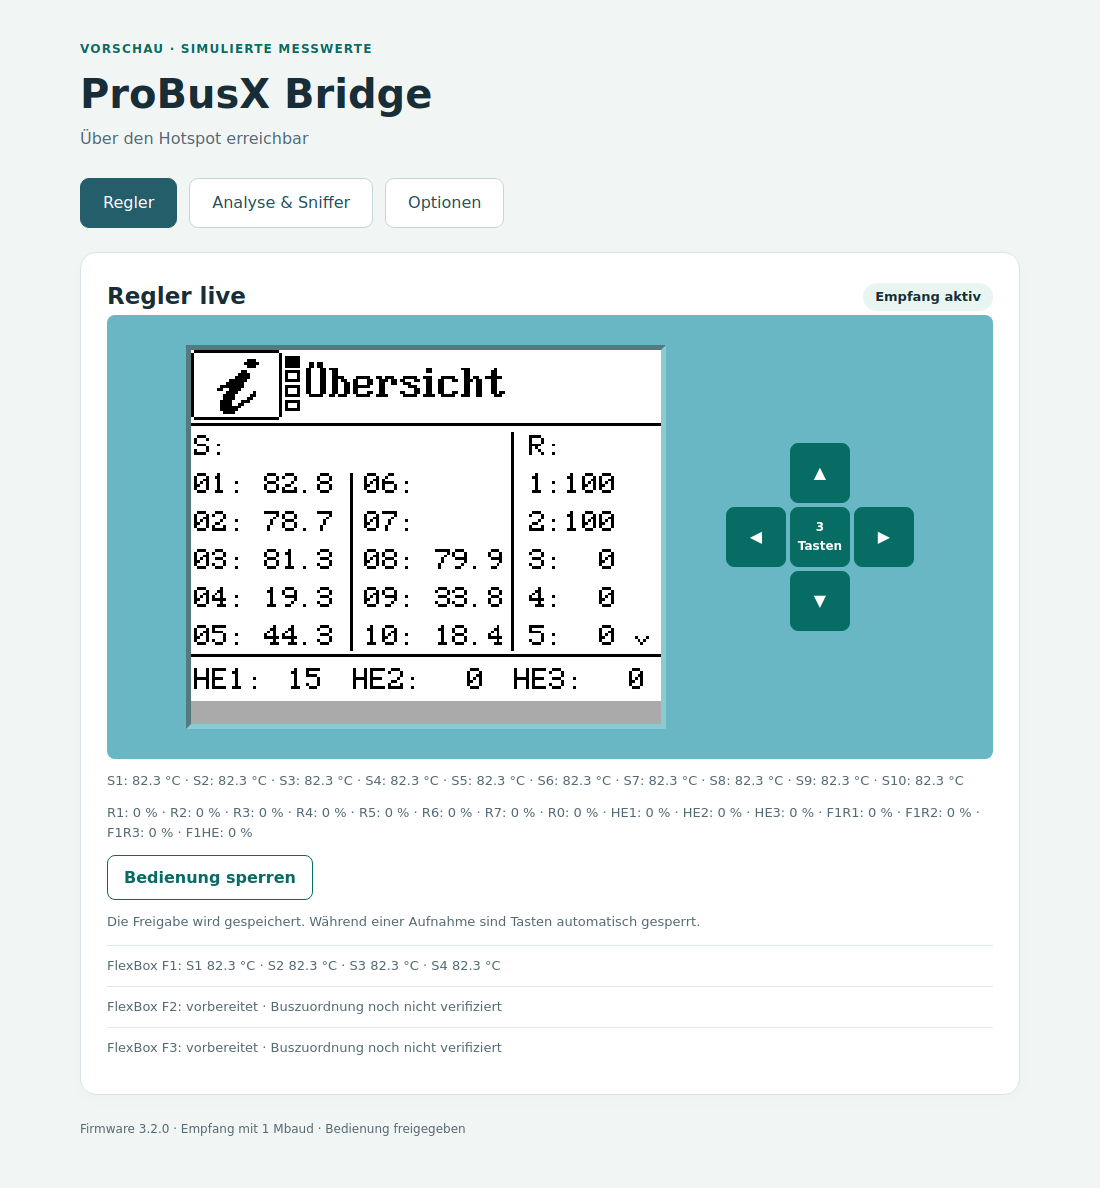 VORSCHAU · SIMULIERTE MESSWERTE
ProBusX Bridge
Über den Hotspot erreichbar
Regler
Analyse & Sniffer
Optionen
Regler live
Empfang aktiv
i Übersicht
S: R:
01: 82.8 06: 1:100
02: 78.7 07: 2:100
03: 81.3 08: 79.9 3: 0
04: 19.3 09: 33.8 4: 0
05: 44.3 10: 18.4 5: 0
HE1: 15 HE2: 0 HE3: 0
▲
◀ 3 Tasten ▶
▼
S1: 82.3 °C · S2: 82.3 °C · S3: 82.3 °C · S4: 82.3 °C · S5: 82.3 °C · S6: 82.3 °C · S7: 82.3 °C · S8: 82.3 °C · S9: 82.3 °C · S10: 82.3 °C
R1: 0 % · R2: 0 % · R3: 0 % · R4: 0 % · R5: 0 % · R6: 0 % · R7: 0 % · R0: 0 % · HE1: 0 % · HE2: 0 % · HE3: 0 % · F1R1: 0 % · F1R2: 0 % ·
F1R3: 0 % · F1HE: 0 %
Bedienung sperren
Die Freigabe wird gespeichert. Während einer Aufnahme sind Tasten automatisch gesperrt.
FlexBox F1: S1 82.3 °C · S2 82.3 °C · S3 82.3 °C · S4 82.3 °C
FlexBox F2: vorbereitet · Buszuordnung noch nicht verifiziert
FlexBox F3: vorbereitet · Buszuordnung noch nicht verifiziert
Firmware 3.2.0 · Empfang mit 1 Mbaud · Bedienung freigegeben